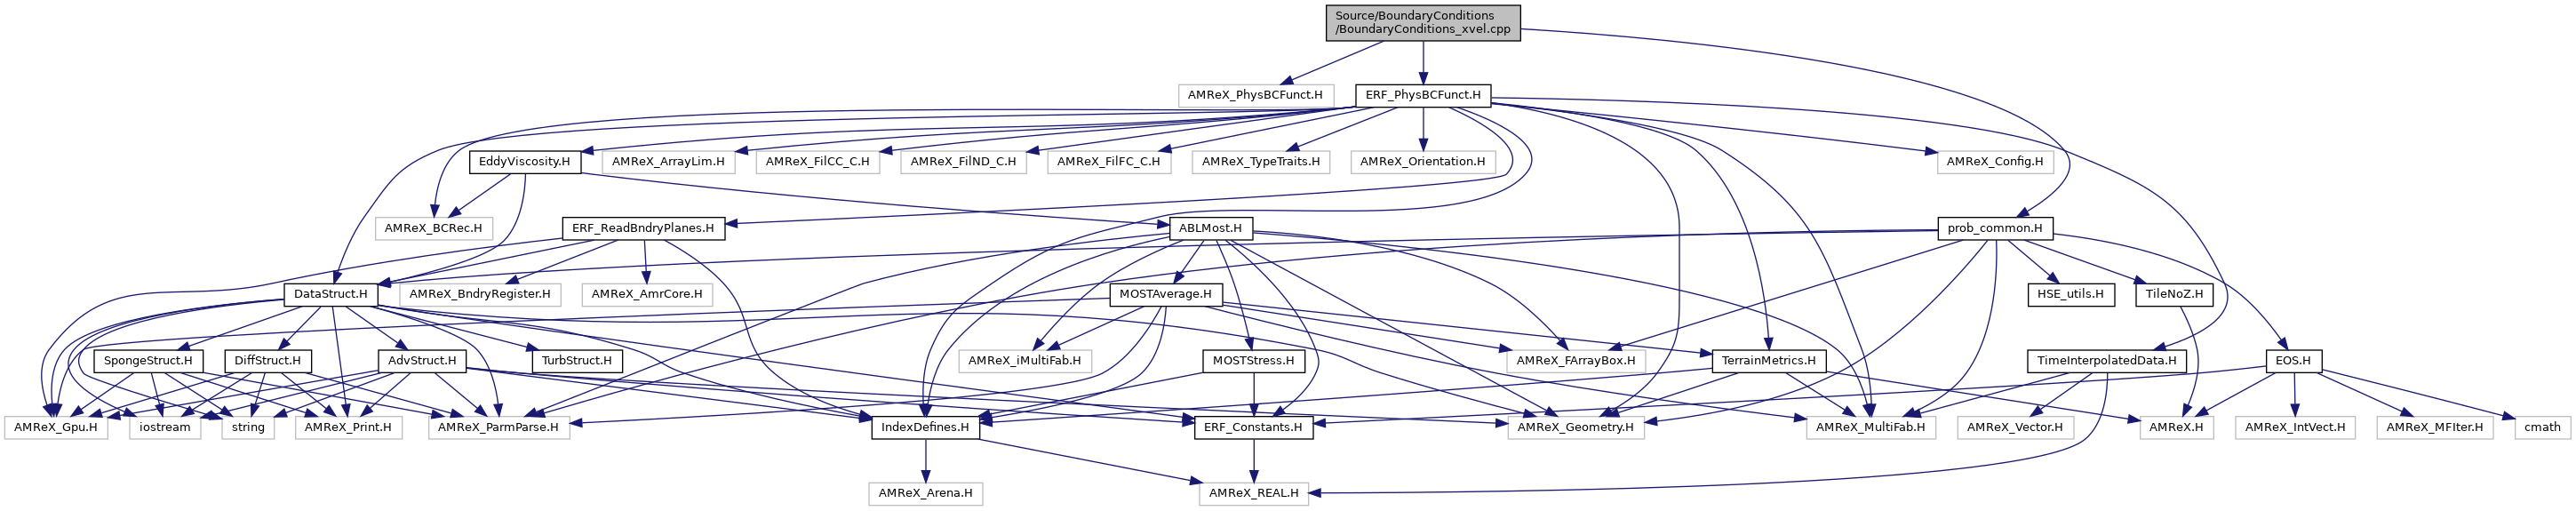 Source/BoundaryConditions
/BoundaryConditions_xvel.cpp
AMReX_PhysBCFunct.H
ERF_PhysBCFunct.H
EddyViscosity.H
AMReX_ArrayLim.H
AMReX_FilCC_C.H
AMReX_FilND_C.H
AMReX_FilFC_C.H
AMReX_TypeTraits.H
AMReX_Orientation.H
AMReX_Config.H
AMReX_BCRec.H
ERF_ReadBndryPlanes.H
ABLMost.H
prob_common.H
DataStruct.H
AMReX_BndryRegister.H
AMReX_AmrCore.H
MOSTAverage.H
HSE_utils.H
TileNoZ.H
SpongeStruct.H
DiffStruct.H
AdvStruct.H
TurbStruct.H
AMReX_iMultiFab.H
MOSTStress.H
AMReX_FArrayBox.H
TerrainMetrics.H
TimeInterpolatedData.H
EOS.H
AMReX_Gpu.H
iostream
string
AMReX_Print.H
AMReX_ParmParse.H
IndexDefines.H
ERF_Constants.H
AMReX_Geometry.H
AMReX_MultiFab.H
AMReX_Vector.H
AMReX.H
AMReX_IntVect.H
AMReX_MFIter.H
cmath
AMReX_Arena.H
AMReX_REAL.H